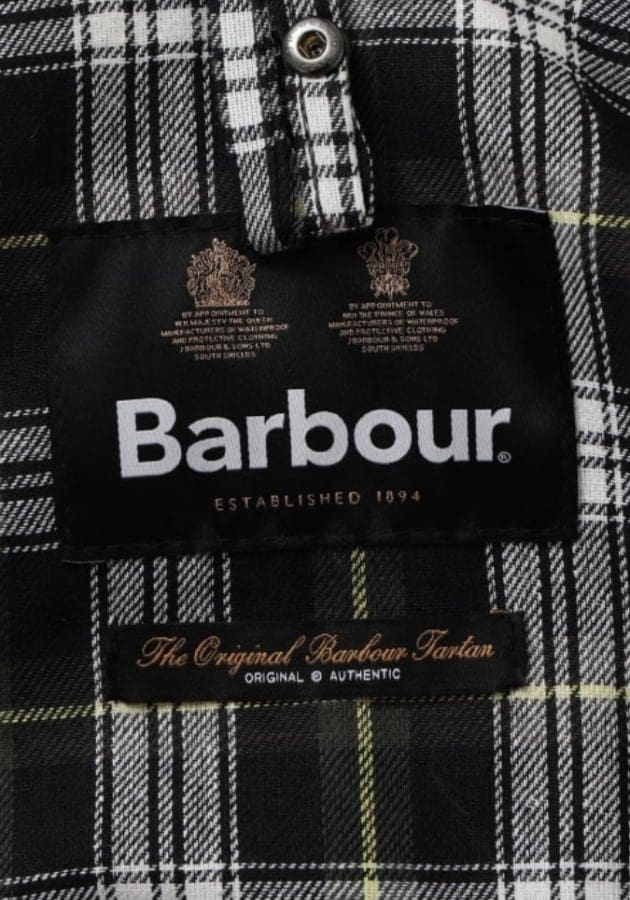 BY APPOINTMENT TO
HER MAJESTY THE QUEEN
MANUFACTURERS OF WATERPROOF
AND PROTECTIVE CLOTHING
J BARBOUR & SONS LTD
SOUTH SHIELDS
BY APPOINTMENT TO
HRH THE PRINCE OF WALES
MANUFACTURERS OF WATERPROOF
AND PROTECTIVE CLOTHING
J BARBOUR & SONS LTD
SOUTH SHIELDS
Barbour®
ESTABLISHED 1894
The Original Barbour Tartan
ORIGINAL © AUTHENTIC